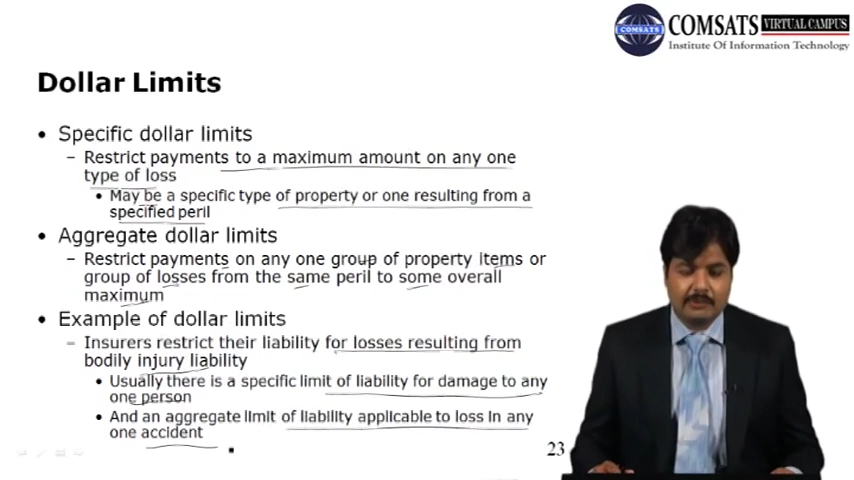 COMSATS
COMSATS VIRTUAL CAMPUS
Institute Of Information Technology
Dollar Limits
• Specific dollar limits
– Restrict payments to a maximum amount on any one
type of loss
• May be a specific type of property or one resulting from a
specified peril
• Aggregate dollar limits
– Restrict payments on any one group of property items or
group of losses from the same peril to some overall
maximum
• Example of dollar limits
– Insurers restrict their liability for losses resulting from
bodily injury liability
• Usually there is a specific limit of liability for damage to any
one person
• And an aggregate limit of liability applicable to loss in any
one accident
23